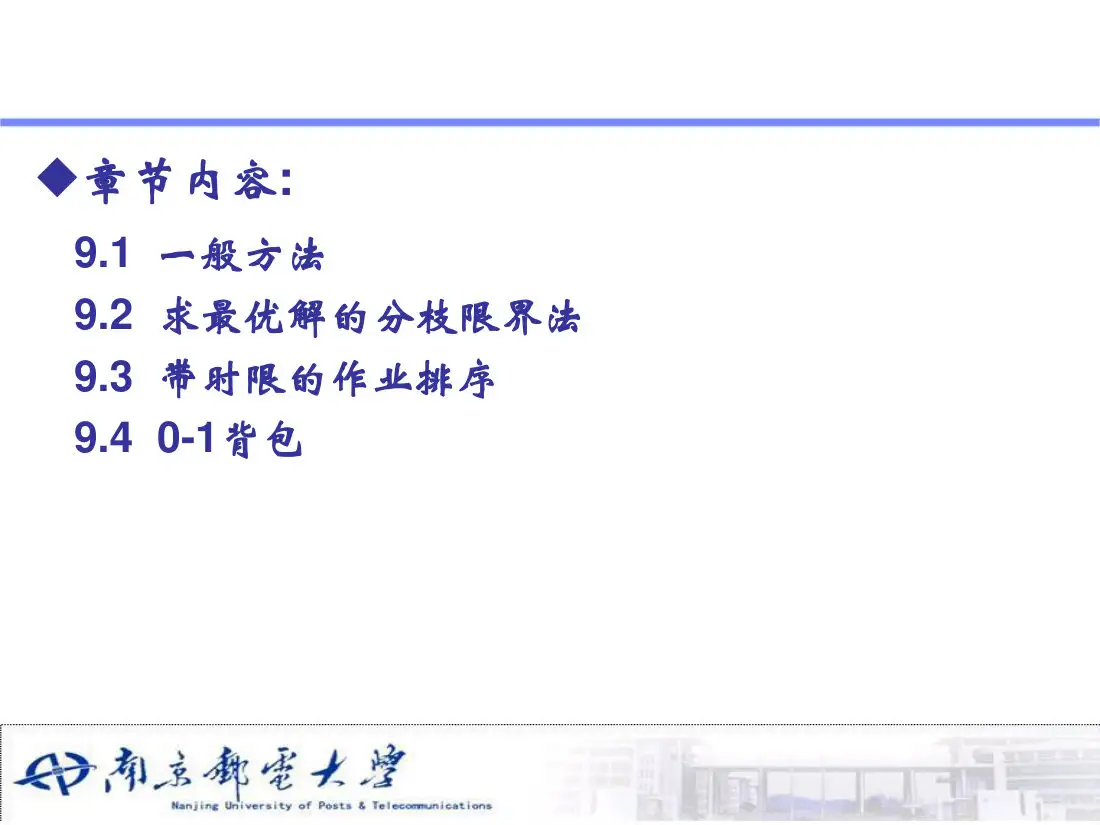 ◆章节内容:
9.1 一般方法
9.2 求最优解的分枝限界法
9.3 带时限的作业排序
9.4 0-1背包
南京郵電大學
Nanjing University of Posts & Telecommunications